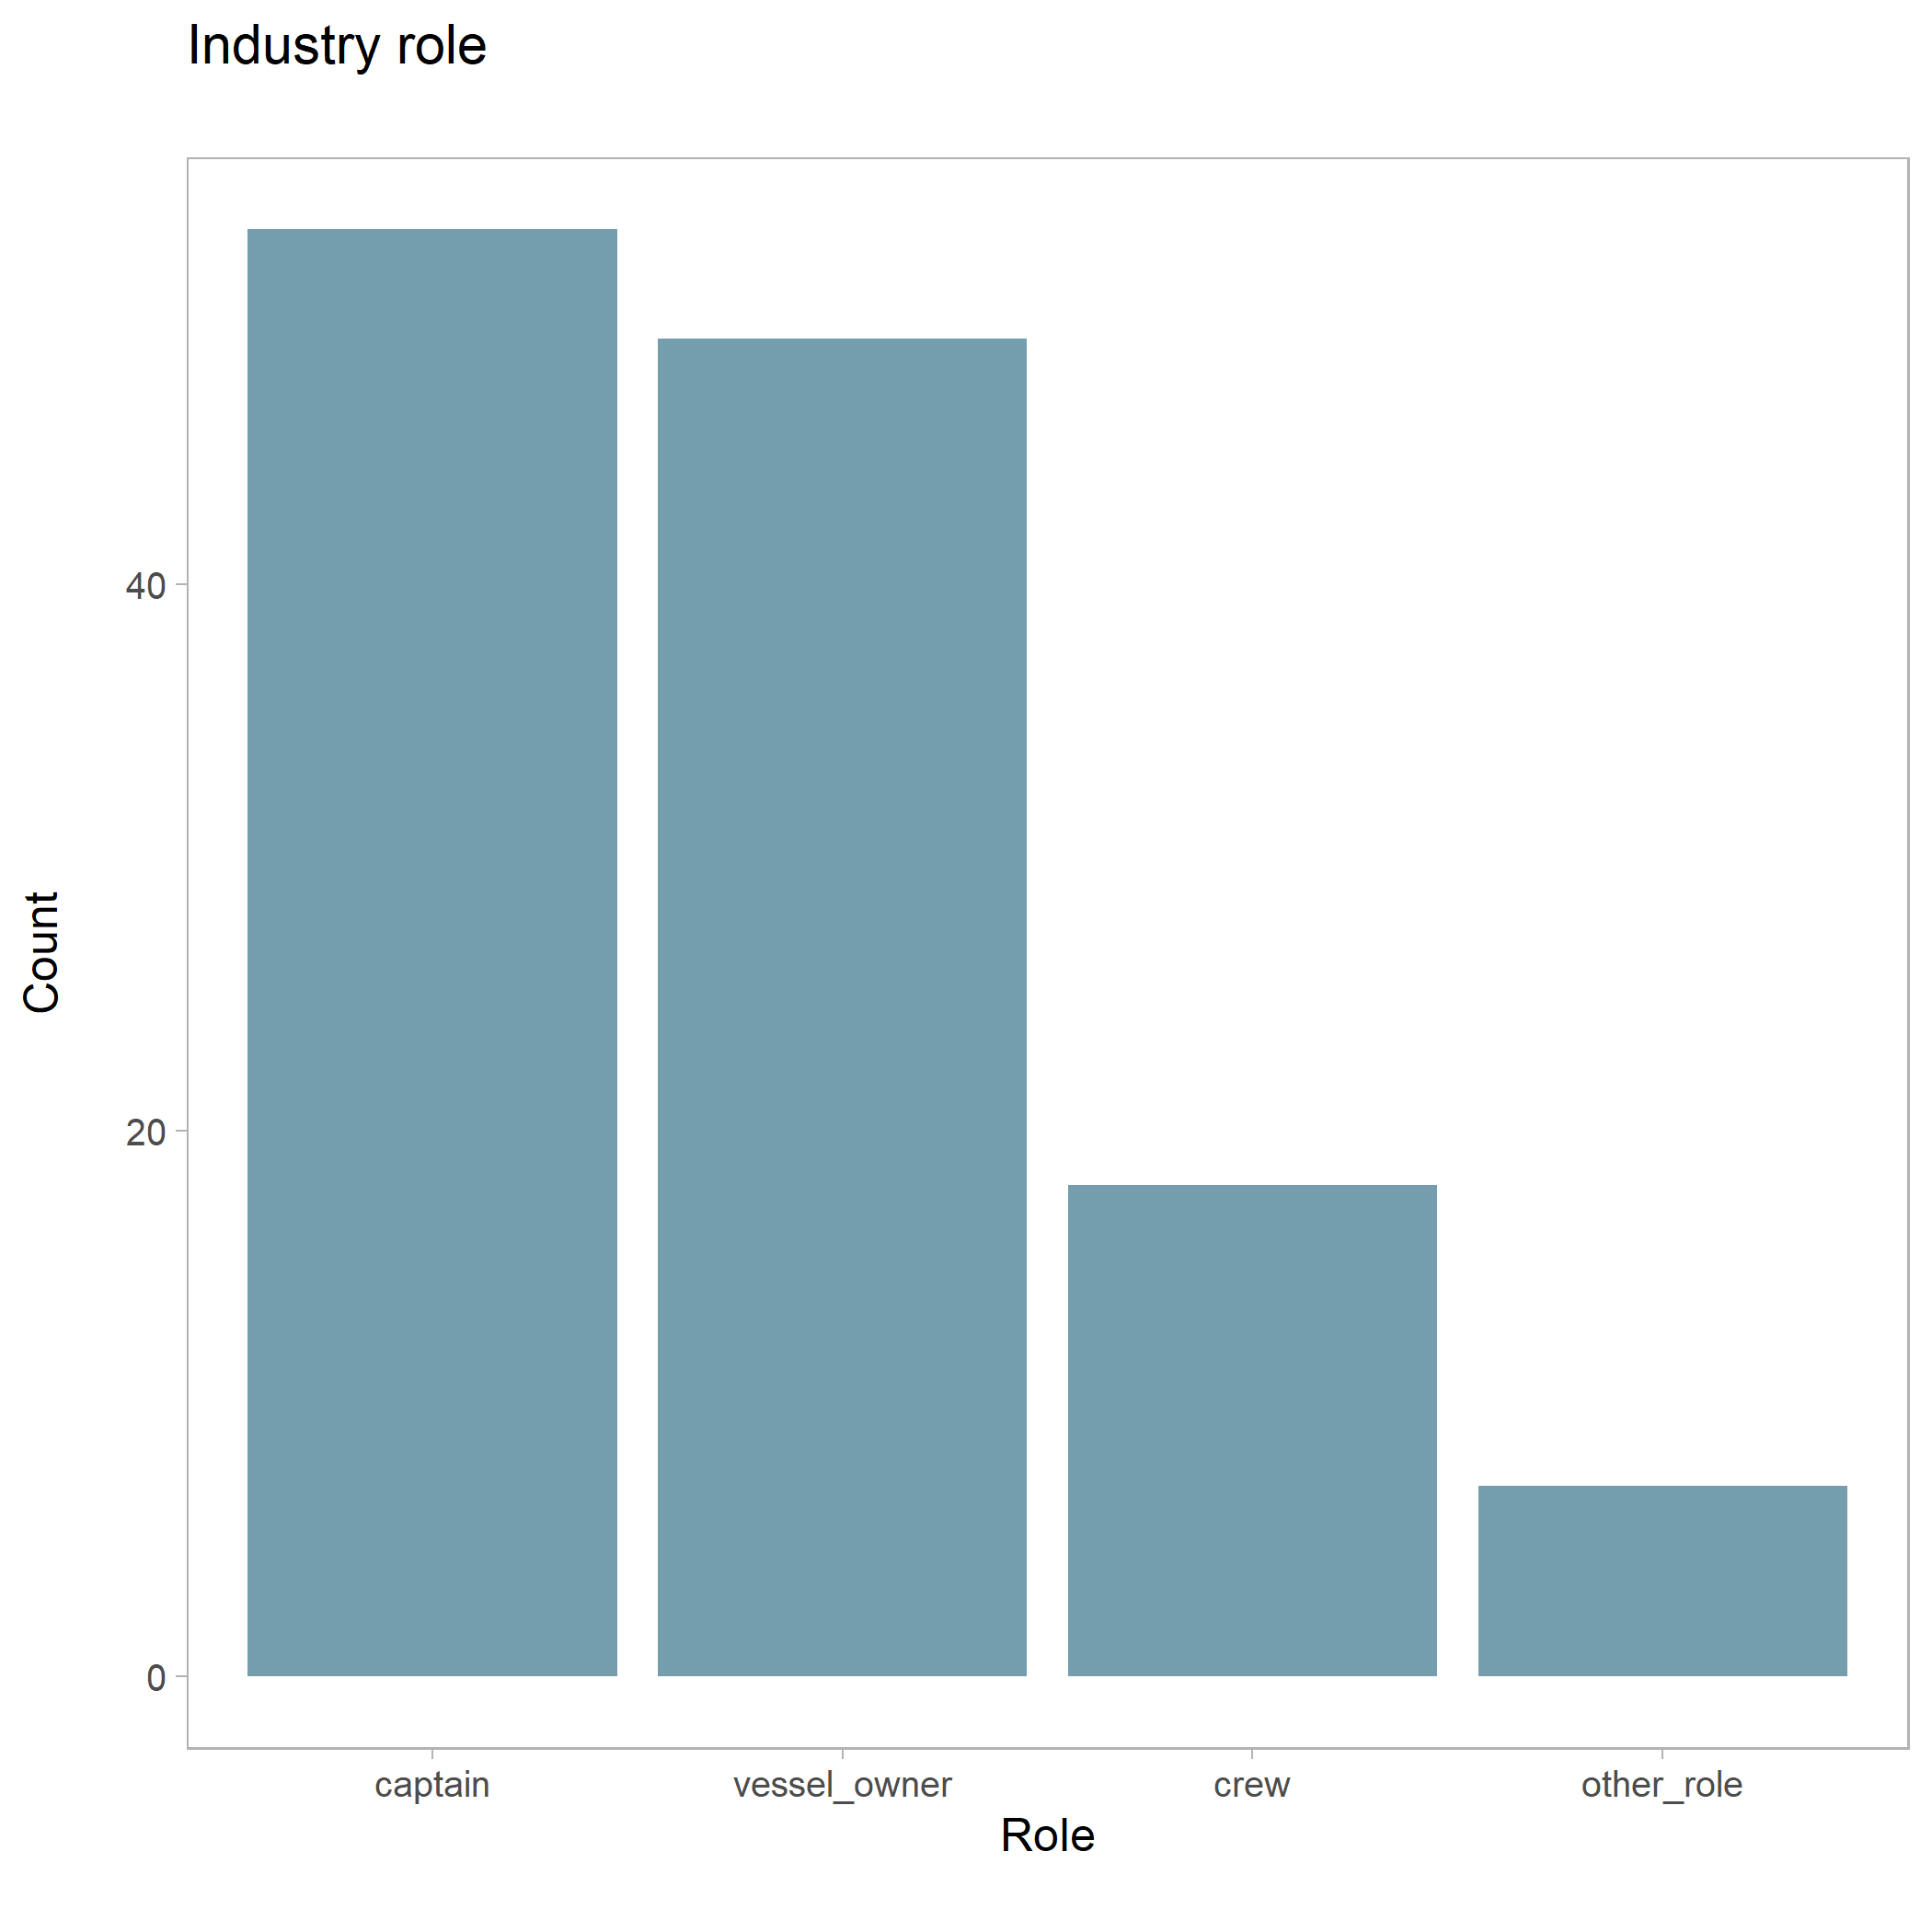 Industry role
Count
40
20
0
captain
vessel_owner
crew
other_role
Role